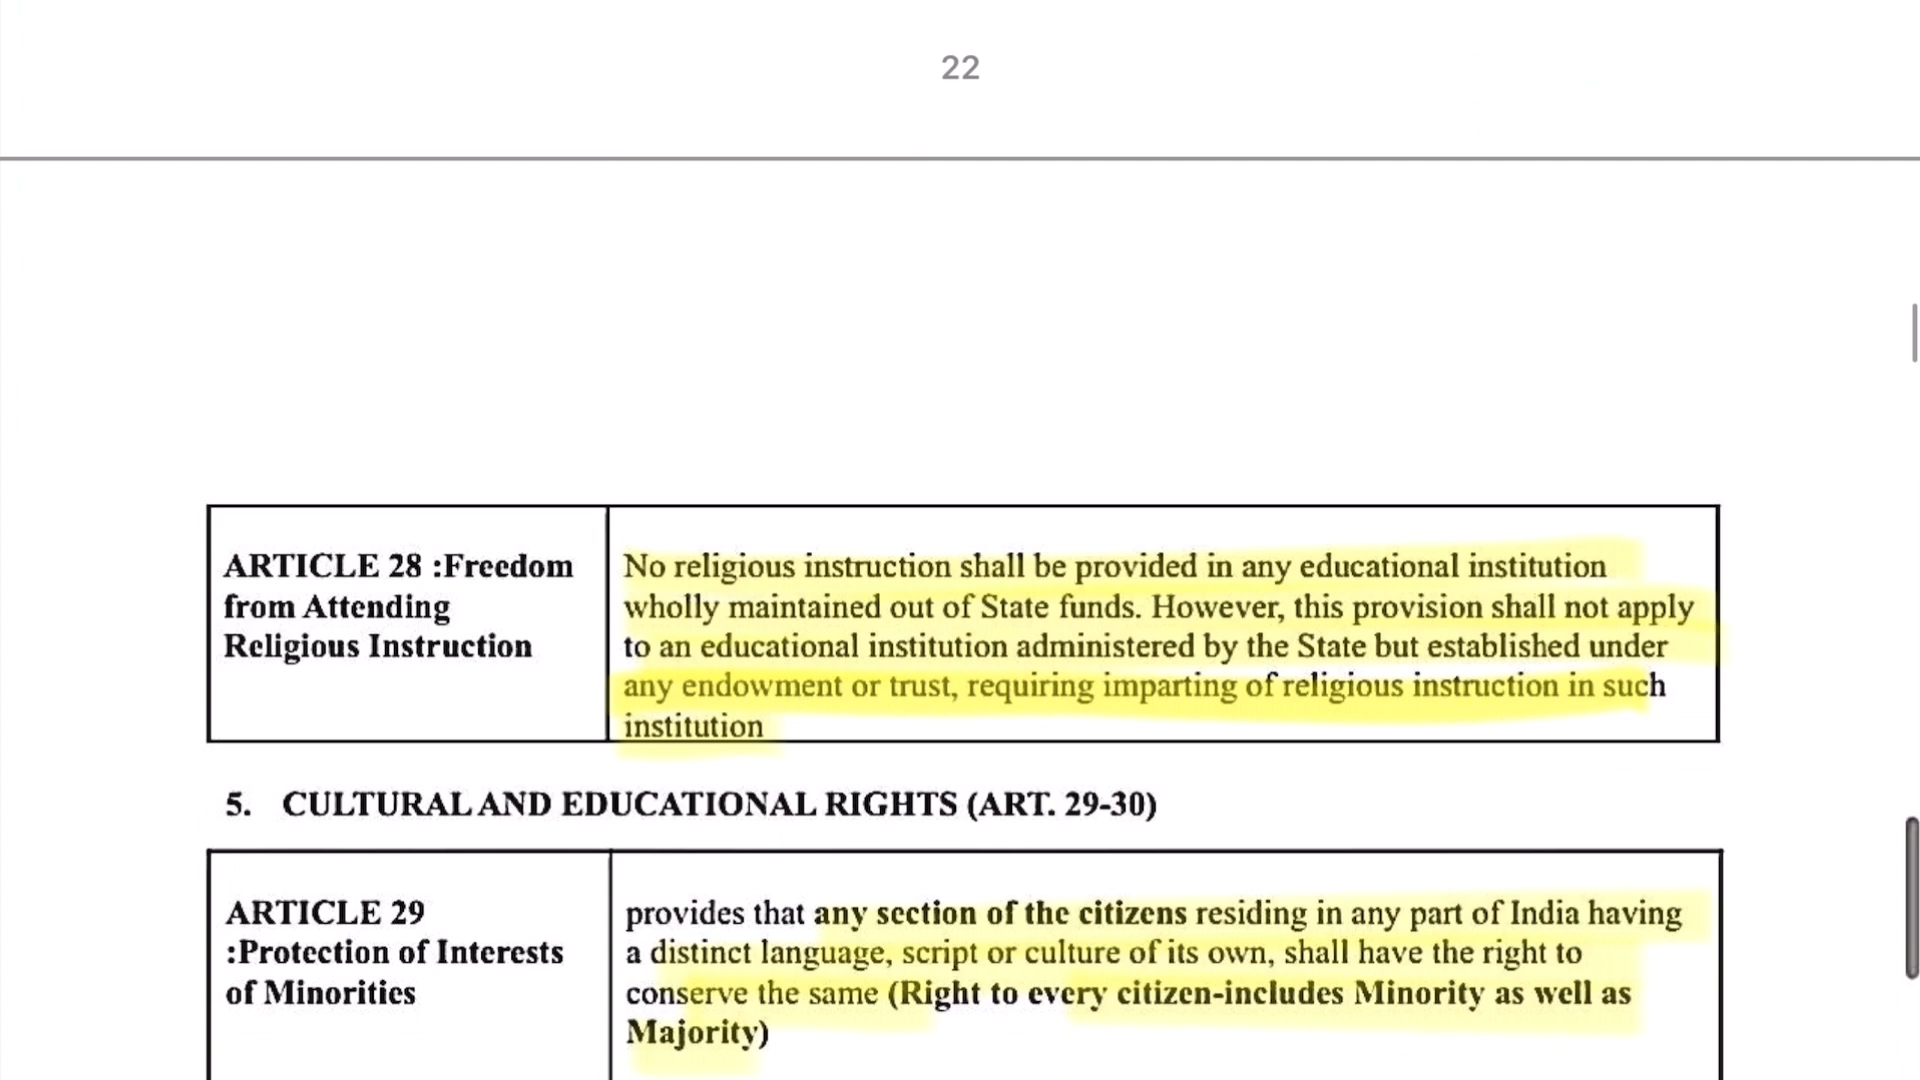 22
ARTICLE 28 :Freedom
from Attending
Religious Instruction
No religious instruction shall be provided in any educational institution
wholly maintained out of State funds. However, this provision shall not apply
to an educational institution administered by the State but established under
any endowment or trust, requiring imparting of religious instruction in such
institution
5. CULTURAL AND EDUCATIONAL RIGHTS (ART. 29-30)
ARTICLE 29
:Protection of Interests
of Minorities
provides that any section of the citizens residing in any part of India having
a distinct language, script or culture of its own, shall have the right to
conserve the same (Right to every citizen-includes Minority as well as
Majority)